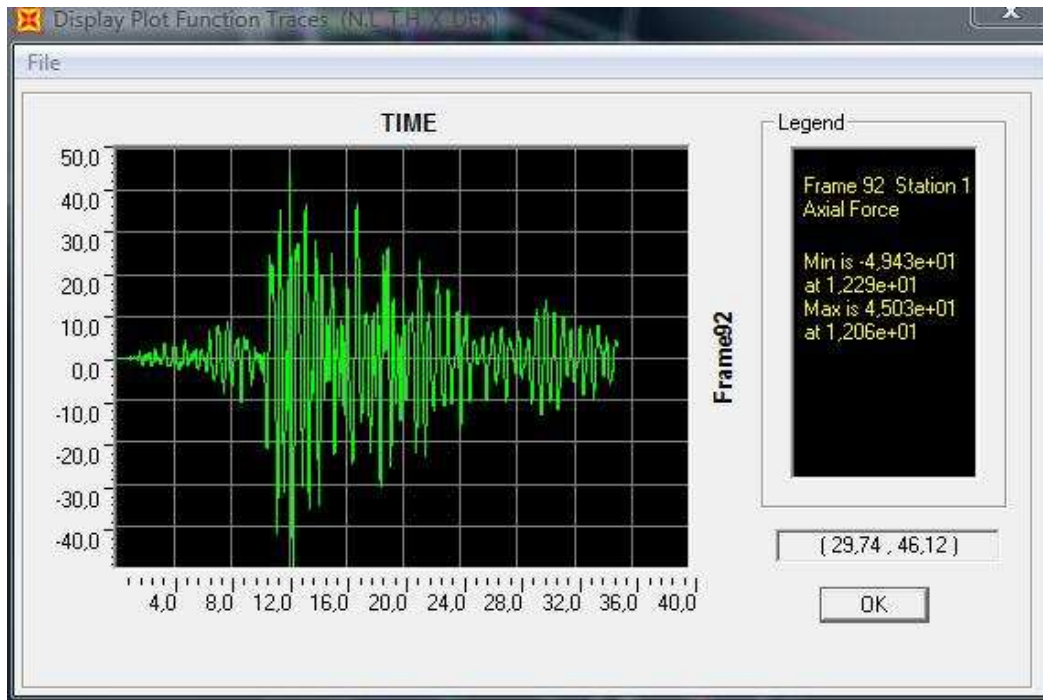 Display Plot Function Traces (N_L_T.H_X_DEK)
File
TIME
Legend
50,0
40,0
30,0
20,0
10,0
0,0
-10,0
-20,0
-30,0
-40,0
Frame 92 Station 1
Axial Force
Min is -4,943e+01
at 1,229e+01
Max is 4,503e+01
at 1,206e+01
Frame92
4,0 8,0 12,0 16,0 20,0 24,0 28,0 32,0 36,0 40,0
( 29,74 , 46,12 )
OK